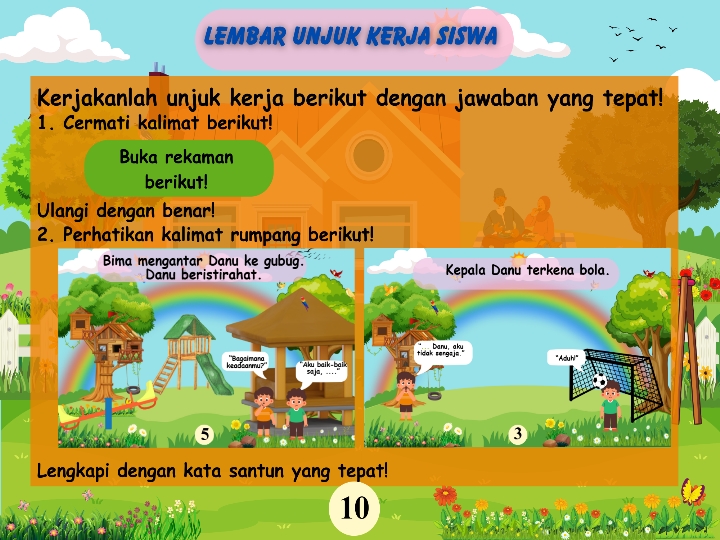 LEMBAR UNJUK KERJA SISWA
Kerjakanlah unjuk kerja berikut dengan jawaban yang tepat!
1. Cermati kalimat berikut!
Buka rekaman
berikut!
Ulangi dengan benar!
2. Perhatikan kalimat rumpang berikut!
Bima mengantar Danu ke gubug.
Danu beristirahat.
"Bagaimana
keadaanmu?"
"Aku baik-baik
saja, ...."
5
Kepala Danu terkena bola.
"... Danu, aku
tidak sengaja."
"Aduh!"
3
Lengkapi dengan kata santun yang tepat!
10